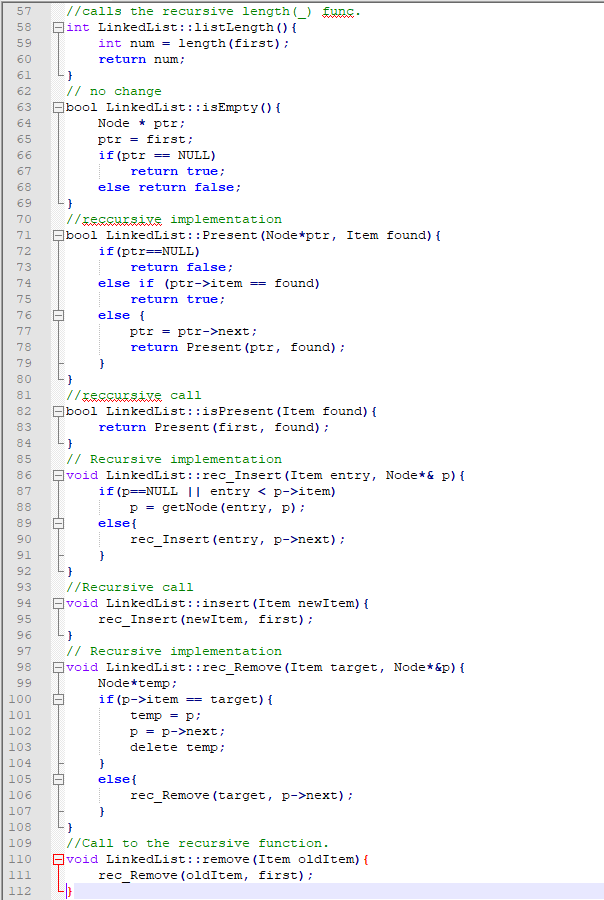 57 //calls the recursive length(_) func.
58 int LinkedList::listLength(){
59 int num = length(first);
60 return num;
61 }
62 // no change
63 bool LinkedList::isEmpty(){
64 Node * ptr;
65 ptr = first;
66 if(ptr == NULL)
67 return true;
68 else return false;
69 }
70 //reccursive implementation
71 bool LinkedList::Present(Node*ptr, Item found){
72 if(ptr==NULL)
73 return false;
74 else if (ptr->item == found)
75 return true;
76 else {
77 ptr = ptr->next;
78 return Present(ptr, found);
79 }
80 }
81 //reccursive call
82 bool LinkedList::isPresent(Item found){
83 return Present(first, found);
84 }
85 // Recursive implementation
86 void LinkedList::rec_Insert(Item entry, Node*& p){
87 if(p==NULL || entry < p->item)
88 p = getNode(entry, p);
89 else{
90 rec_Insert(entry, p->next);
91 }
92 }
93 //Recursive call
94 void LinkedList::insert(Item newItem){
95 rec_Insert(newItem, first);
96 }
97 // Recursive implementation
98 void LinkedList::rec_Remove(Item target, Node*&p){
99 Node*temp;
100 if(p->item == target){
101 temp = p;
102 p = p->next;
103 delete temp;
104 }
105 else{
106 rec_Remove(target, p->next);
107 }
108 }
109 //Call to the recursive function.
110 void LinkedList::remove(Item oldItem){
111 rec_Remove(oldItem, first);
112 }